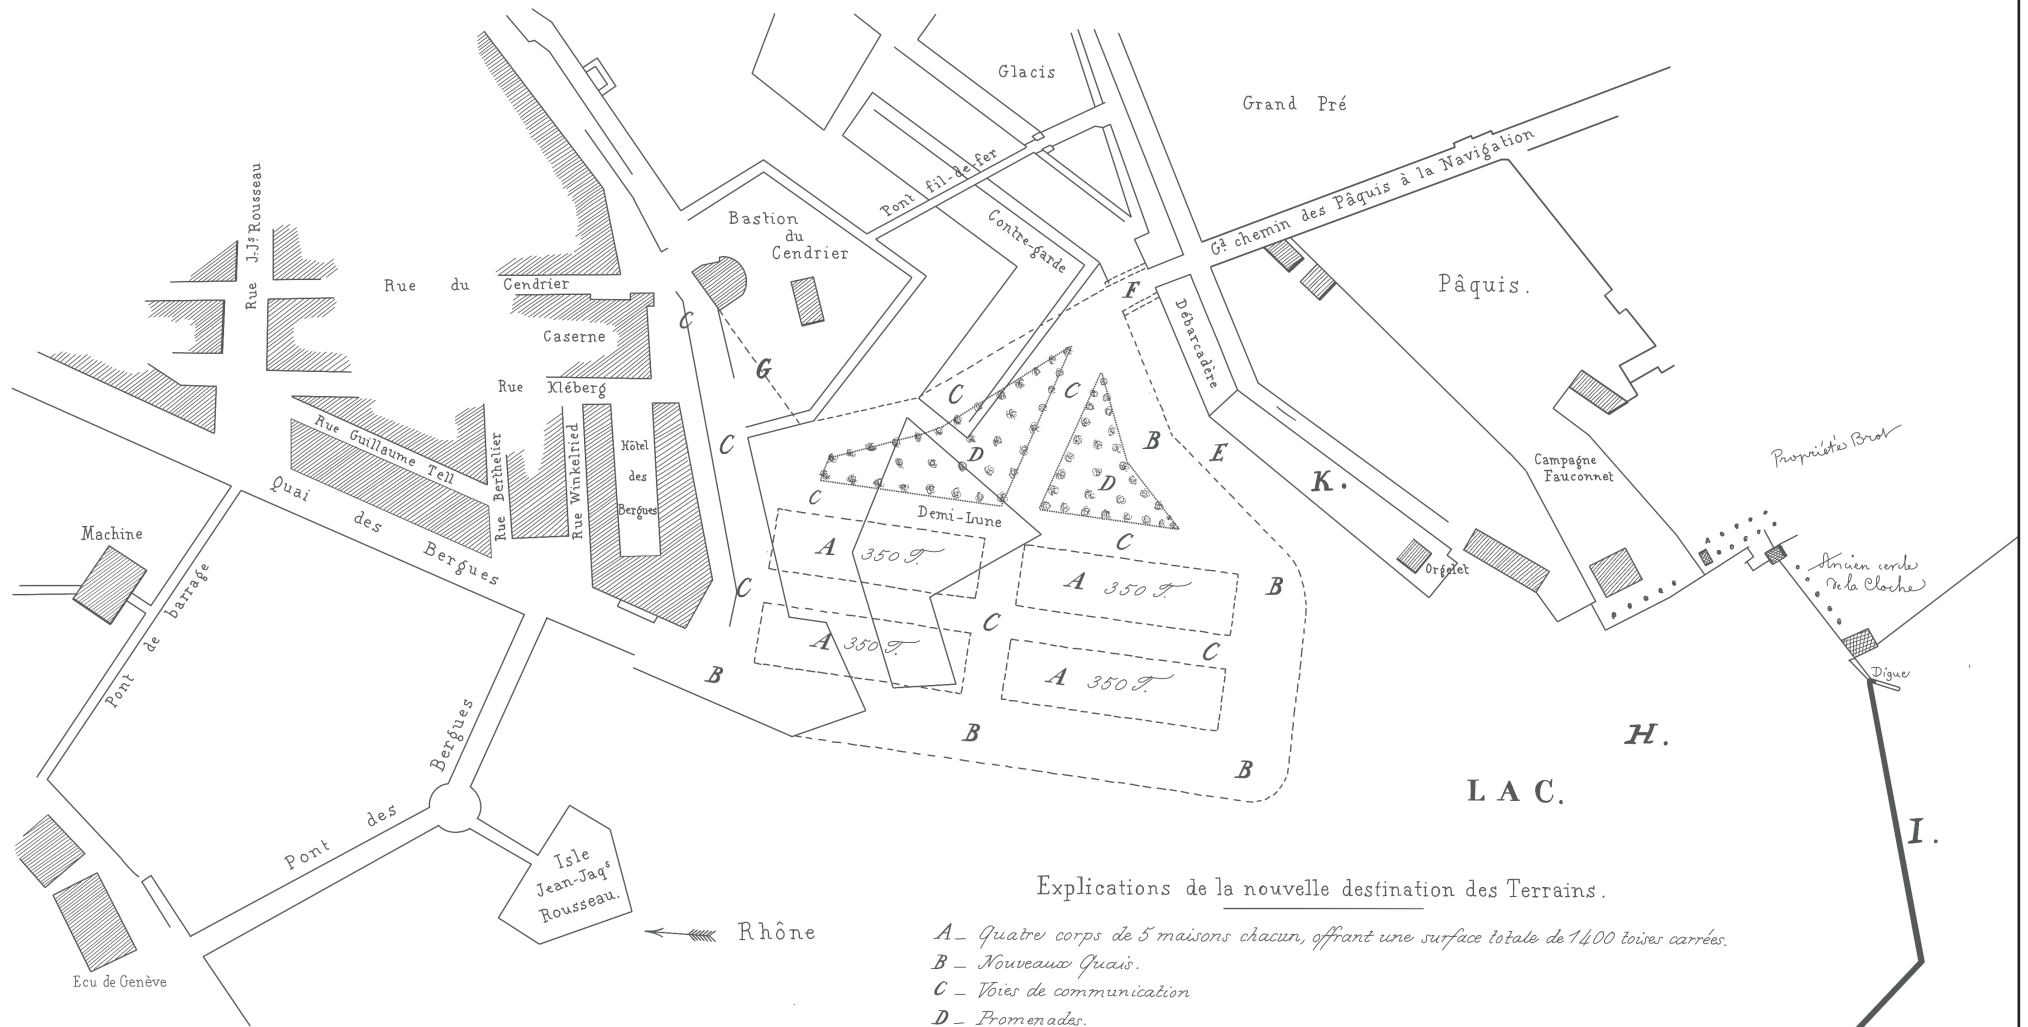 Glacis
Grand Pré
Rue J-Jˢ Rousseau
Pont fil-de-fer
Gᵈ chemin des Pâquis à la Navigation
Bastion
du
Cendrier
Contre-garde
Rue du Cendrier
Pâquis.
F
Débarcadère
C
Caserne
G
Rue Kléberg
C
C
Rue Guillaume Tell
Rue Berthelier
Rue Winkelried
Hôtel
des
Bergues
C
B
E
D
D
K.
Propriété Brot
Campagne
Fauconnet
Quai des Bergues
C
Demi-Lune
Machine
A 350 T.
C
Orgelet
Ancien cercle
de la Cloche
Pont de barrage
C
A 350 T.
B
C
A 350 T.
C
B
A 350 T.
Digue
B
H.
Pont des Bergues
B
LAC.
I.
Isle
Jean-Jaqˢ
Rousseau.
Rhône
Ecu de Genève
Explications de la nouvelle destination des Terrains.
A_ Quatre corps de 5 maisons chacun, offrant une surface totale de 1400 toises carrées.
B_ Nouveaux Quais.
C_ Voies de communication
D_ Promenades.